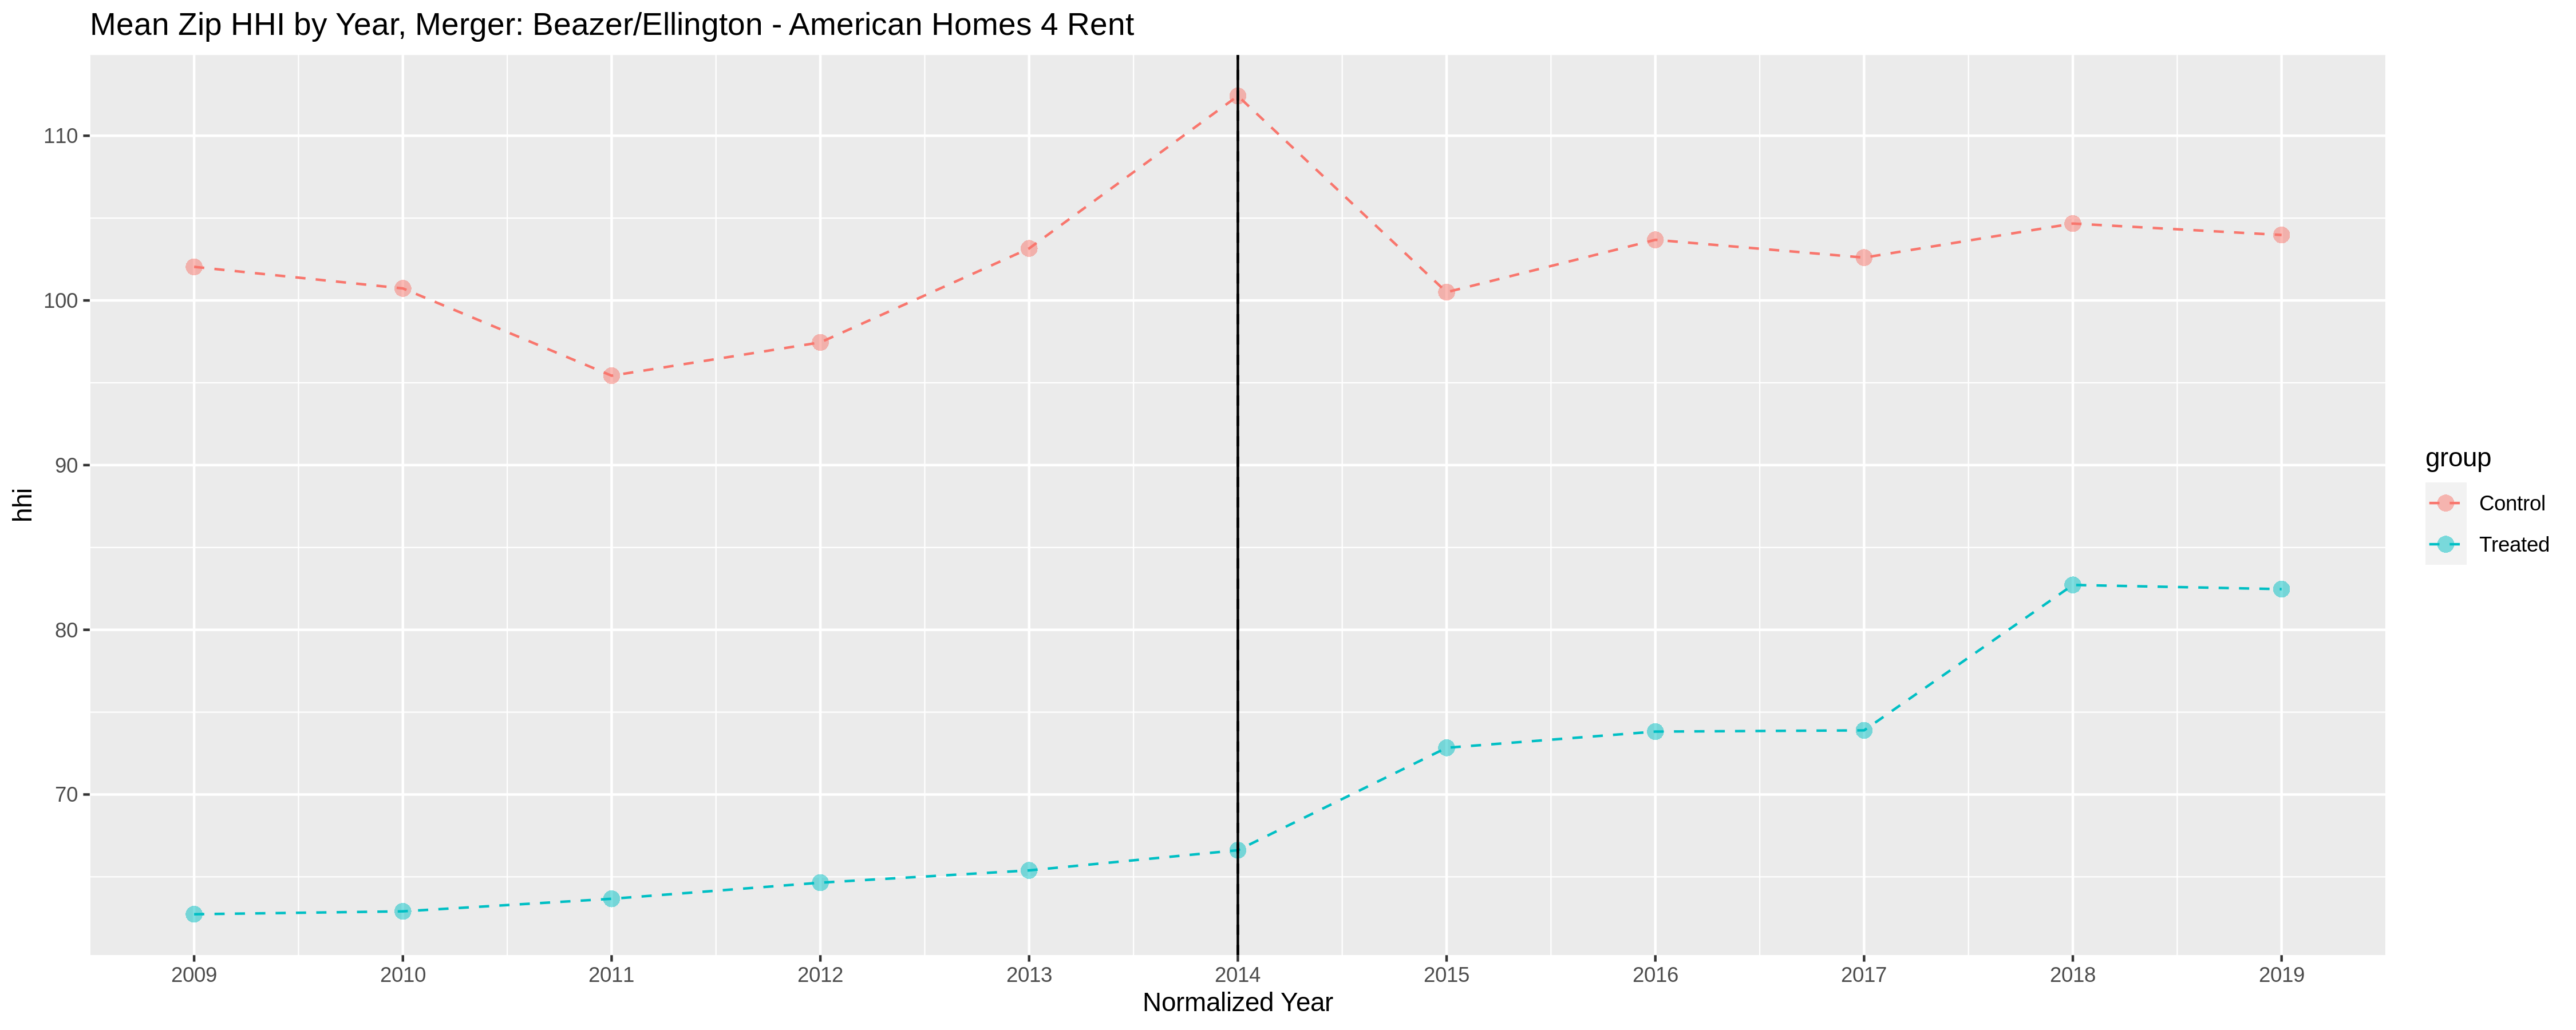 Mean Zip HHI by Year, Merger: Beazer/Ellington - American Homes 4 Rent
hhi
110
100
90
80
70
2009 2010 2011 2012 2013 2014 2015 2016 2017 2018 2019
Normalized Year
group
Control
Treated